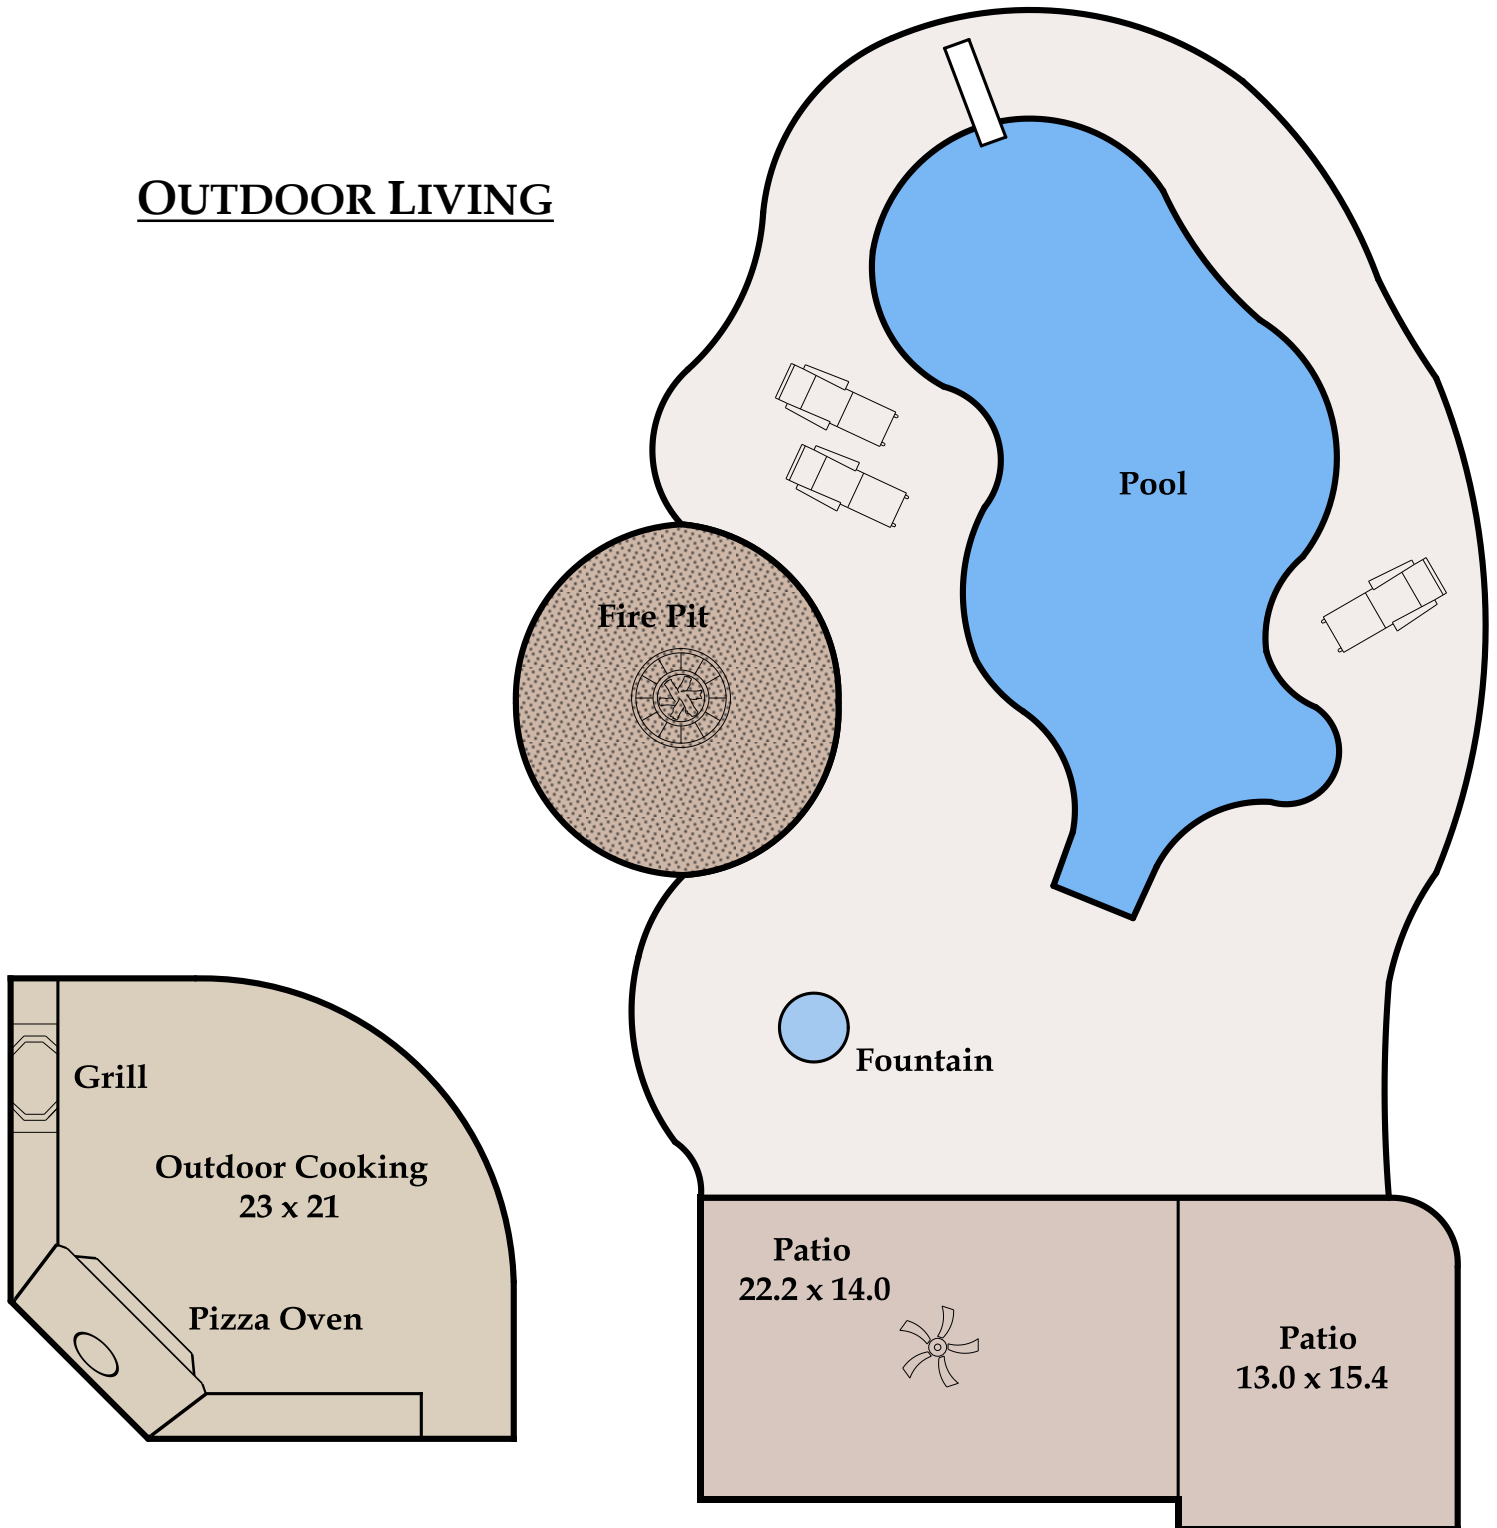 OUTDOOR LIVING
Pool
Fire Pit
Fountain
Grill
Outdoor Cooking
23 x 21
Pizza Oven
Patio
22.2 x 14.0
Patio
13.0 x 15.4